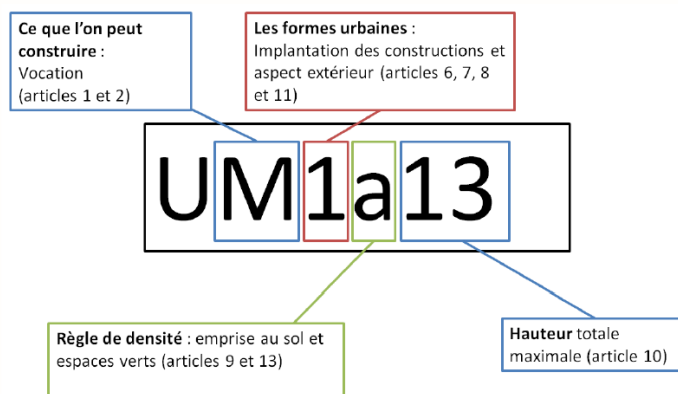 Ce que l'on peut
construire :
Vocation
(articles 1 et 2)
Les formes urbaines :
Implantation des constructions et
aspect extérieur (articles 6, 7, 8
et 11)
UM1a13
Règle de densité : emprise au sol et
espaces verts (articles 9 et 13)
Hauteur totale
maximale (article 10)